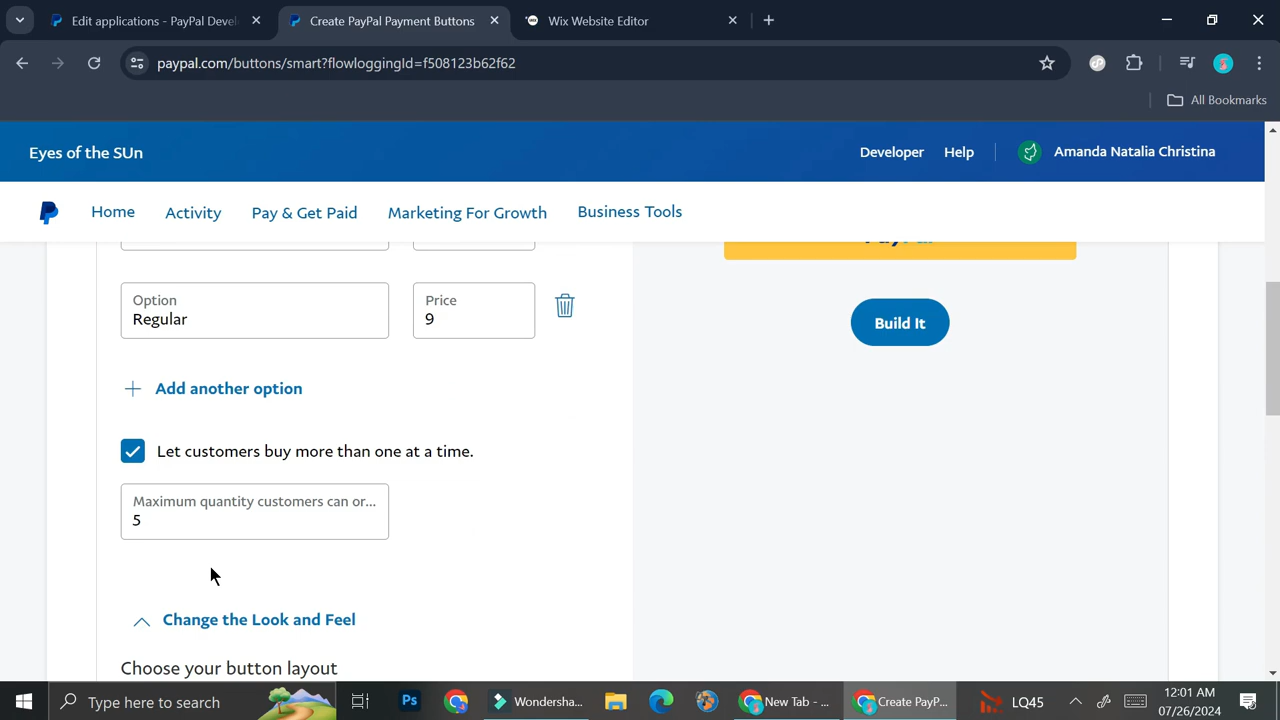 Edit applications - PayPal Devel
Create PayPal Payment Buttons
Wix Website Editor
paypal.com/buttons/smart?flowloggingId=f508123b62f62
All Bookmarks
Eyes of the SUn
Developer
Help
Amanda Natalia Christina
Home
Activity
Pay & Get Paid
Marketing For Growth
Business Tools
PayPal
Option
Regular
Price
9
Build It
Add another option
Let customers buy more than one at a time.
Maximum quantity customers can or...
5
Change the Look and Feel
Choose your button layout
Type here to search
Ps
Wondersha...
New Tab - ...
Create PayP...
LQ45
12:01 AM
07/26/2024